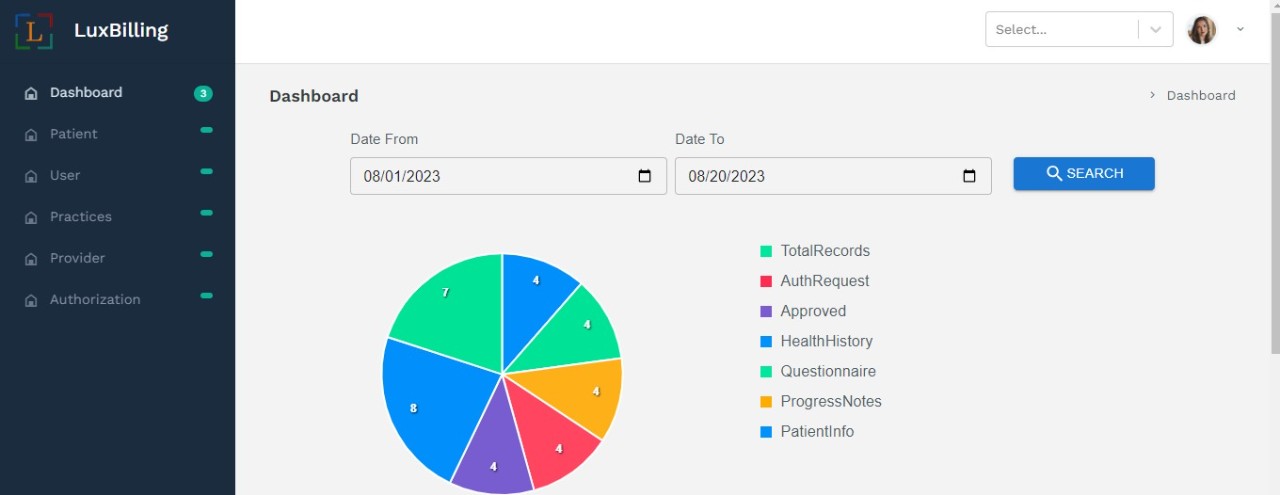 L LuxBilling
Select...
Dashboard 3
Patient
User
Practices
Provider
Authorization
Dashboard
> Dashboard
Date From
Date To
08/01/2023
08/20/2023
SEARCH
4
4
4
4
4
8
7
TotalRecords
AuthRequest
Approved
HealthHistory
Questionnaire
ProgressNotes
PatientInfo